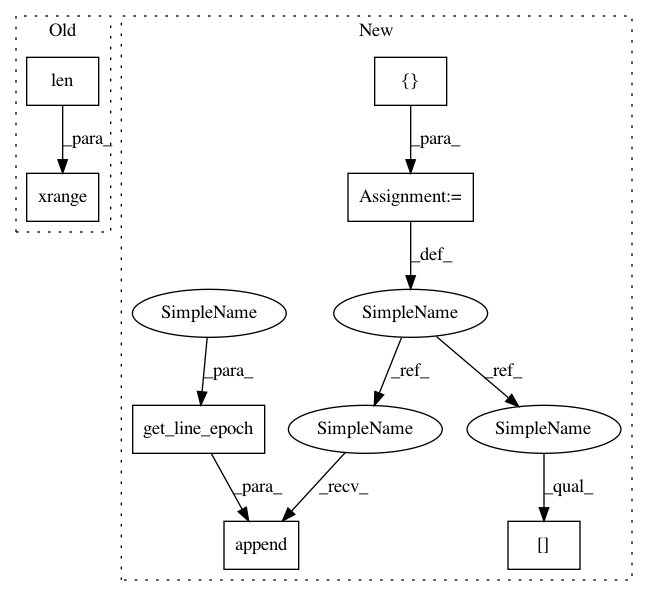 Old
New
len
{}
_para_
_para_
xrange
Assignment:=
_def_
SimpleName
SimpleName
_para_
_ref_
_ref_
get_line_epoch
SimpleName
SimpleName
_para_
_recv_
_qual_
append
[]